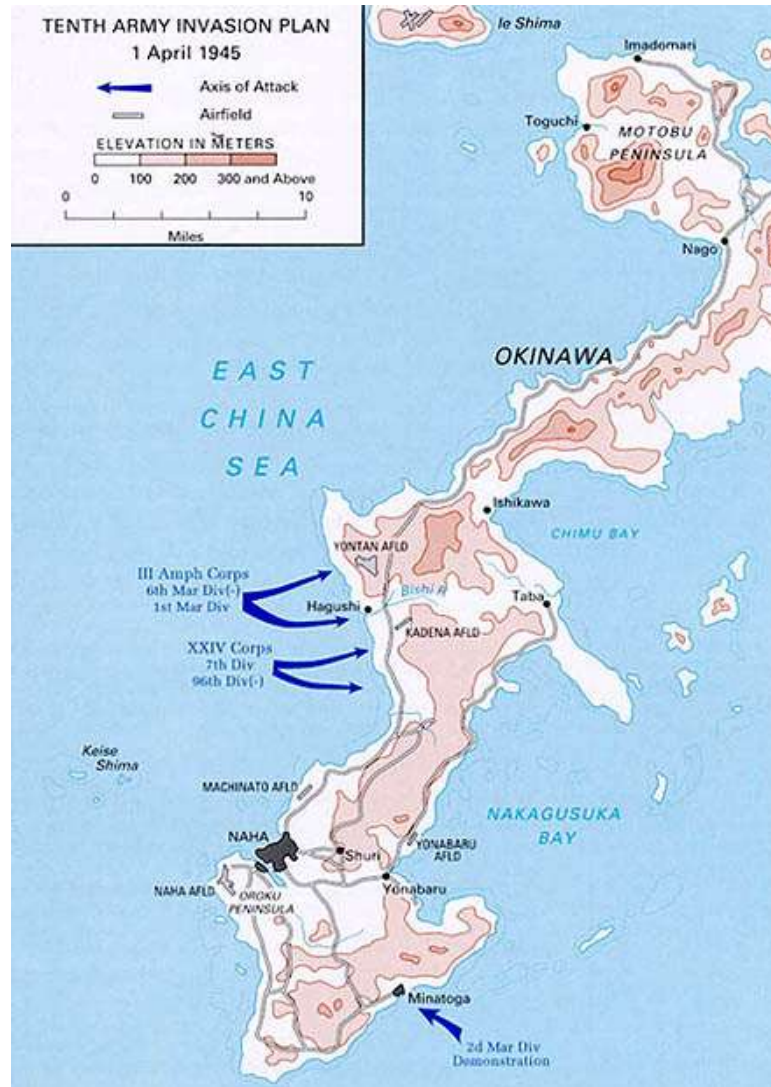 TENTH ARMY INVASION PLAN
1 April 1945
Axis of Attack
Airfield
ELEVATION IN METERS
0 100 200 300 and Above
0 10
Miles
Ie Shima
Imadomari
Toguchi
MOTOBU
PENINSULA
Nago
OKINAWA
EAST
CHINA
SEA
Ishikawa
CHIMU BAY
YONTAN AFLD
III Amph Corps
6th Mar Div(-)
1st Mar Div
Bishi R
Hagushi
Taba
KADENA AFLD
XXIV Corps
7th Div
96th Div(-)
Keise
Shima
MACHINATO AFLD
NAKAGUSUKA
BAY
NAHA
Shuri
YONABARU
AFLD
NAHA AFLD
OROKU
PENINSULA
Yonabaru
Minatoga
2d Mar Div
Demonstration